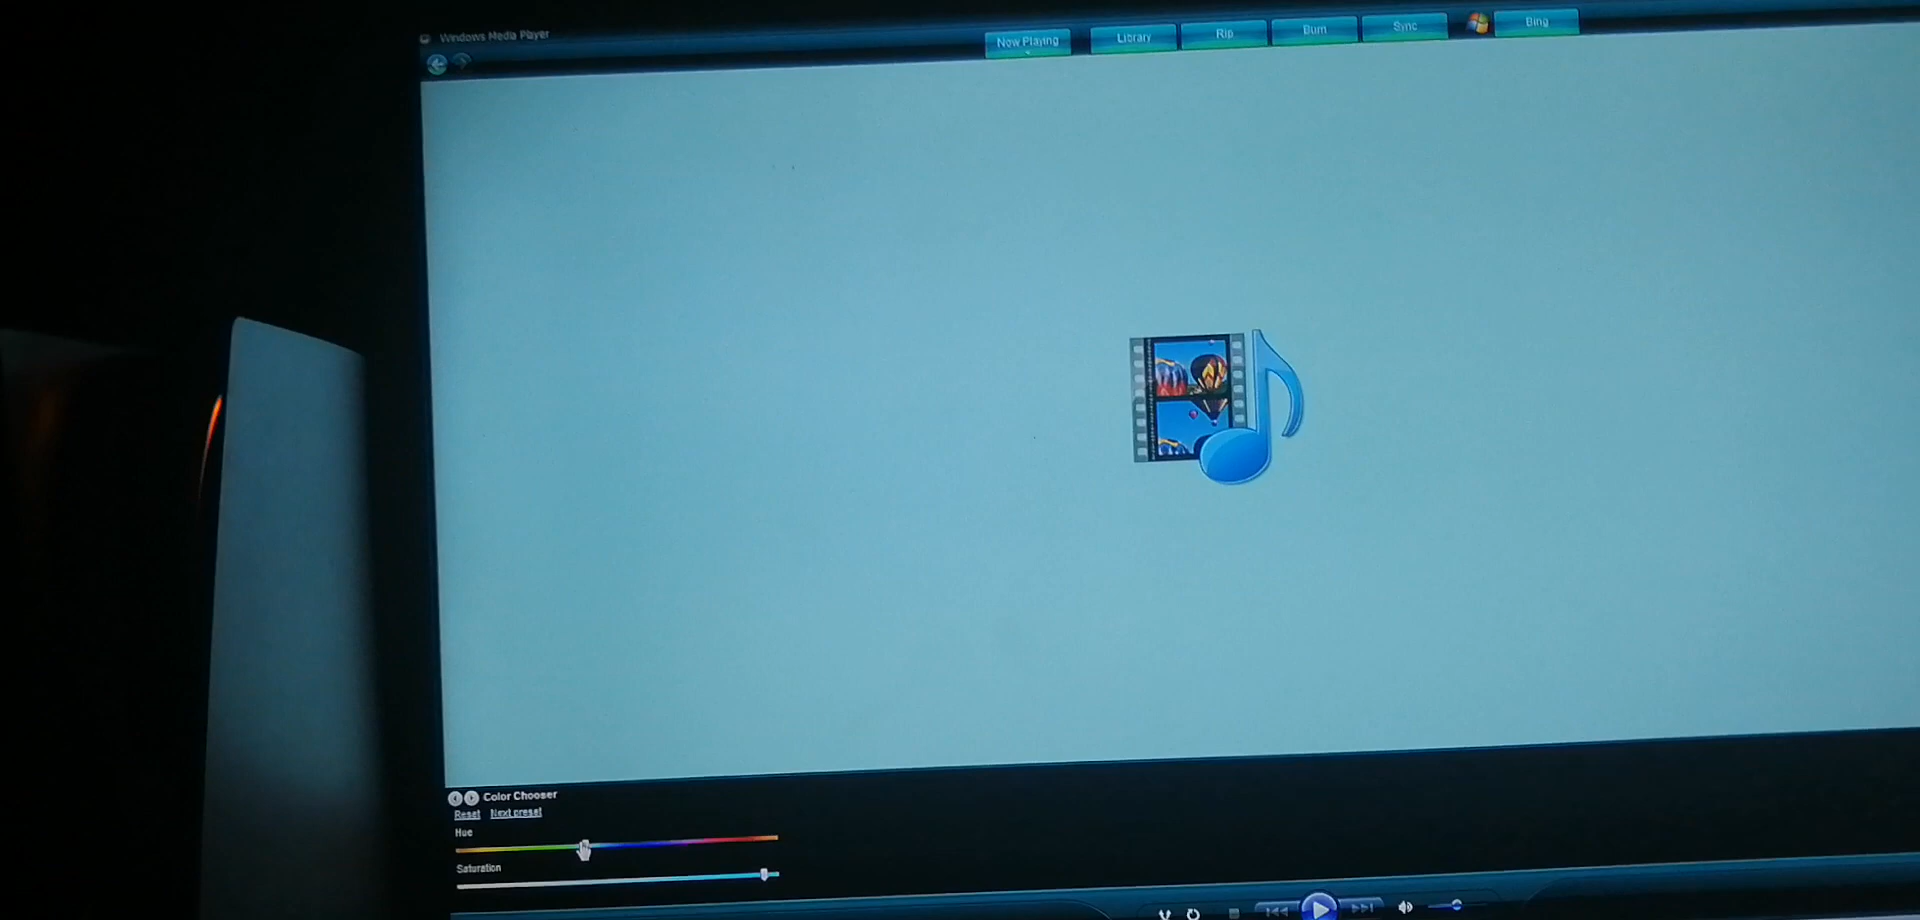 Windows Media Player
Now Playing Library Rip Burn Sync Bing
Color Chooser
Reset Next preset
Hue
Saturation